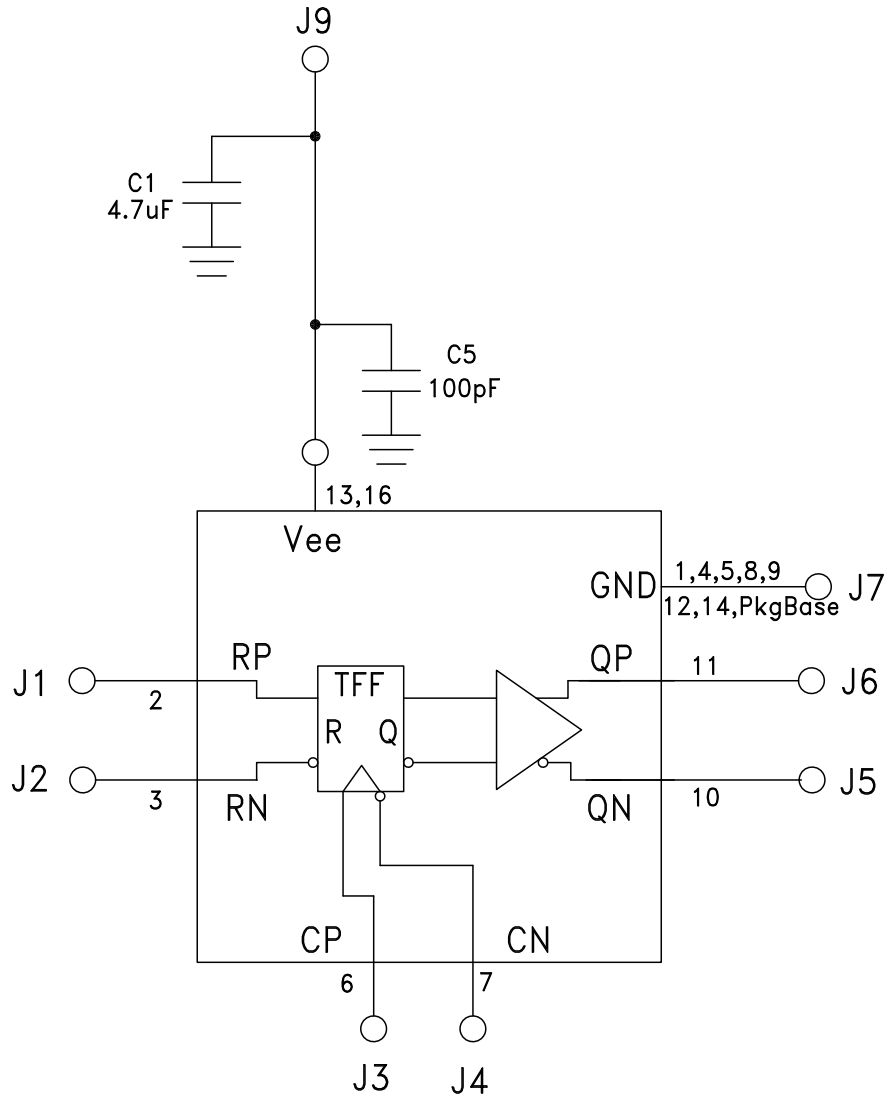 J9
C1
4.7uF
C5
100pF
13,16
Vee
GND
1,4,5,8,9
12,14,PkgBase
J7
J1
2
RP
TFF
R
Q
QP
11
J6
J2
3
RN
QN
10
J5
CP
CN
6
7
J3
J4